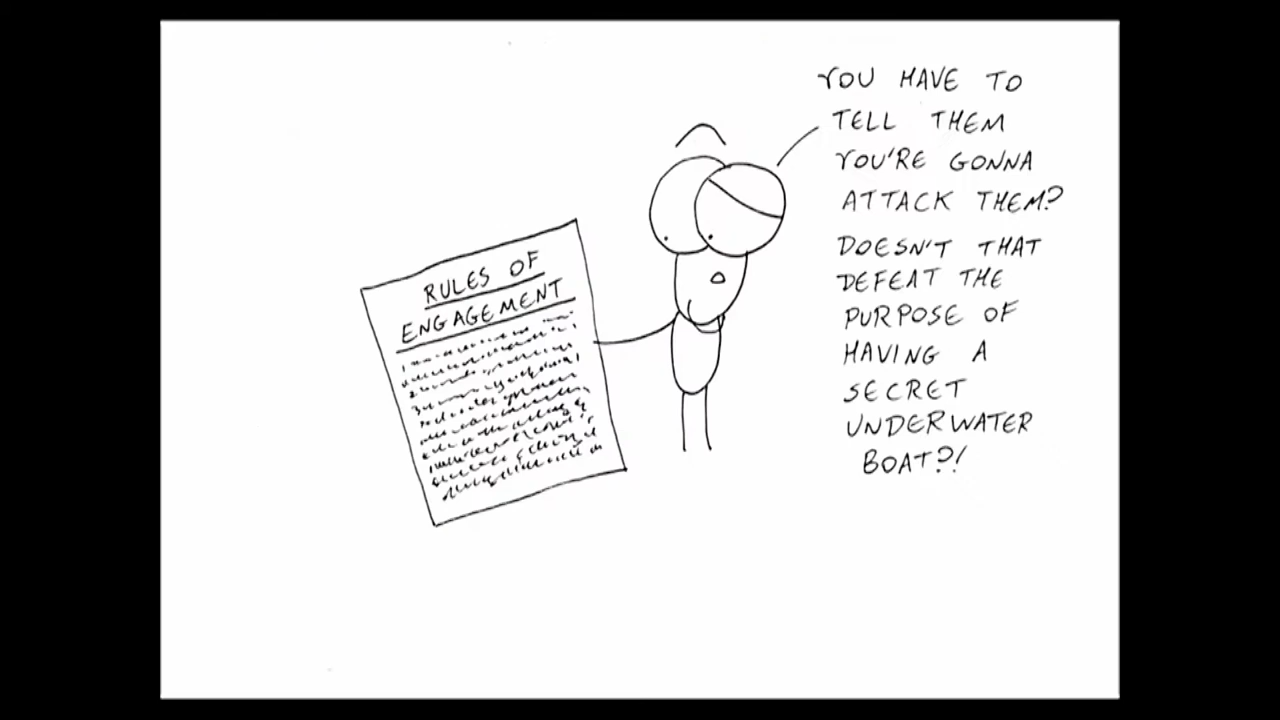 YOU HAVE TO
TELL THEM
YOU'RE GONNA
ATTACK THEM?
DOESN'T THAT
DEFEAT THE
PURPOSE OF
HAVING A
SECRET
UNDERWATER
BOAT?!
RULES OF
ENGAGEMENT